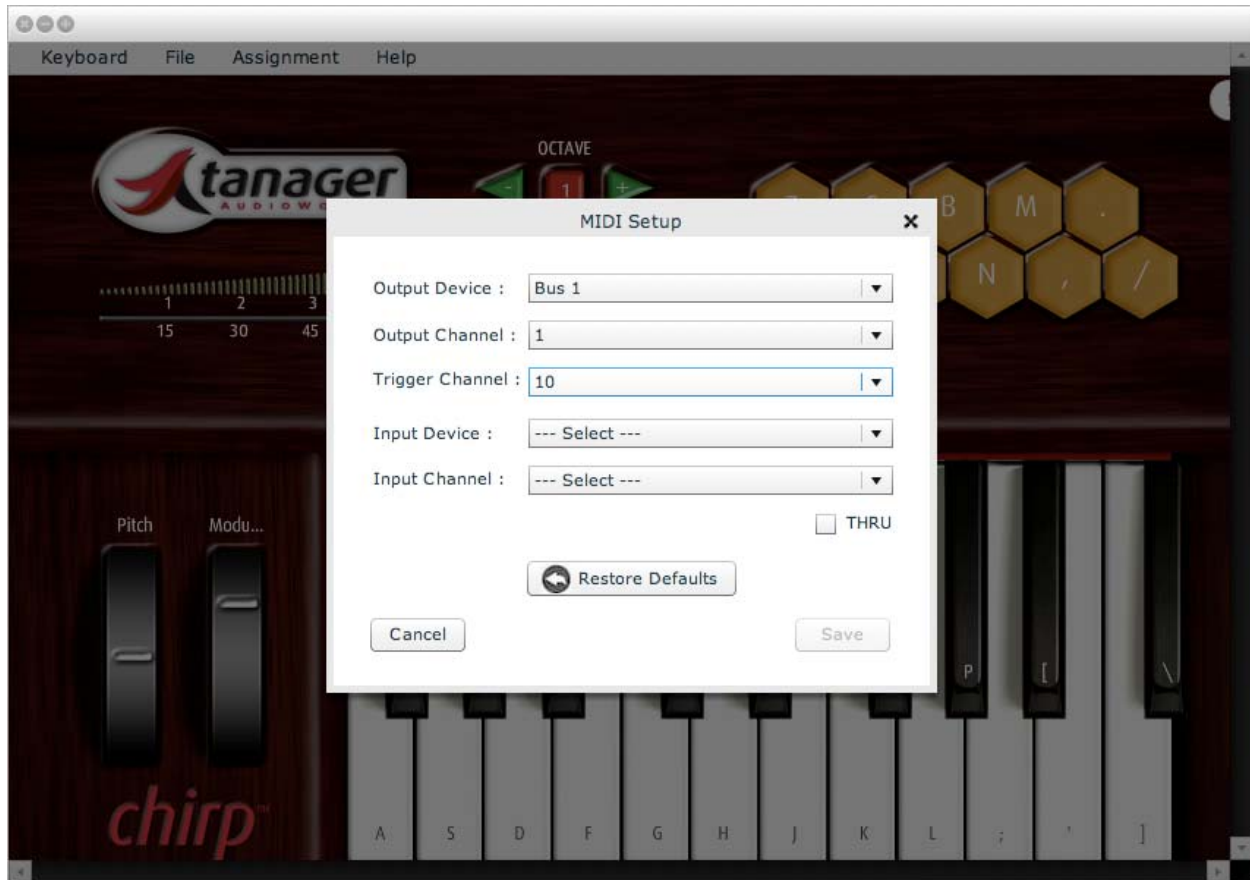 Keyboard File Assignment Help
tanager
OCTAVE
- 1 +
B M .
N , /
1 2 3
15 30 45
MIDI Setup
Output Device : Bus 1
Output Channel : 1
Trigger Channel : 10
Input Device : --- Select ---
Input Channel : --- Select ---
THRU
Restore Defaults
Cancel Save
Pitch Modu...
P [ \
chirp™
A S D F G H J K L ; ' ]